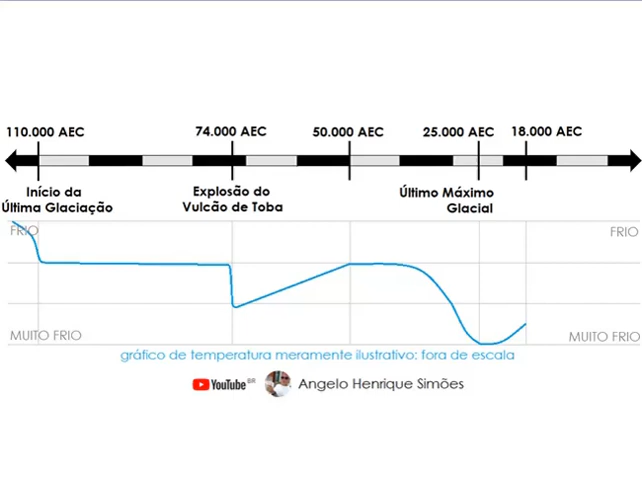 110.000 AEC 74.000 AEC 50.000 AEC 25.000 AEC 18.000 AEC
Início da
Última Glaciação
Explosão do
Vulcão de Toba
Último Máximo
Glacial
FRIO FRIO
MUITO FRIO MUITO FRIO
gráfico de temperatura meramente ilustrativo: fora de escala
YouTube BR Angelo Henrique Simões